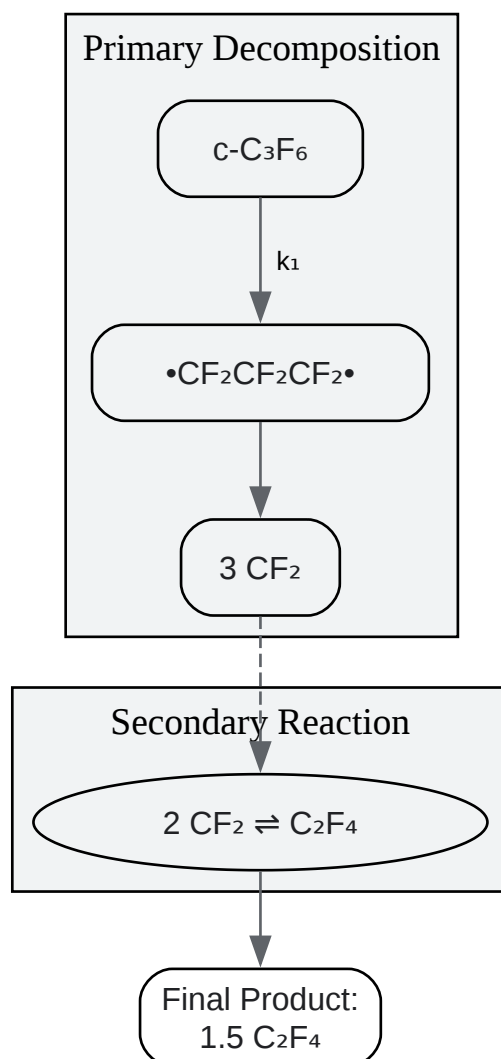 Primary Decomposition
c-C₃F₆
k₁
•CF₂CF₂CF₂•
3 CF₂
Secondary Reaction
2 CF₂ ⇌ C₂F₄
Final Product:
1.5 C₂F₄